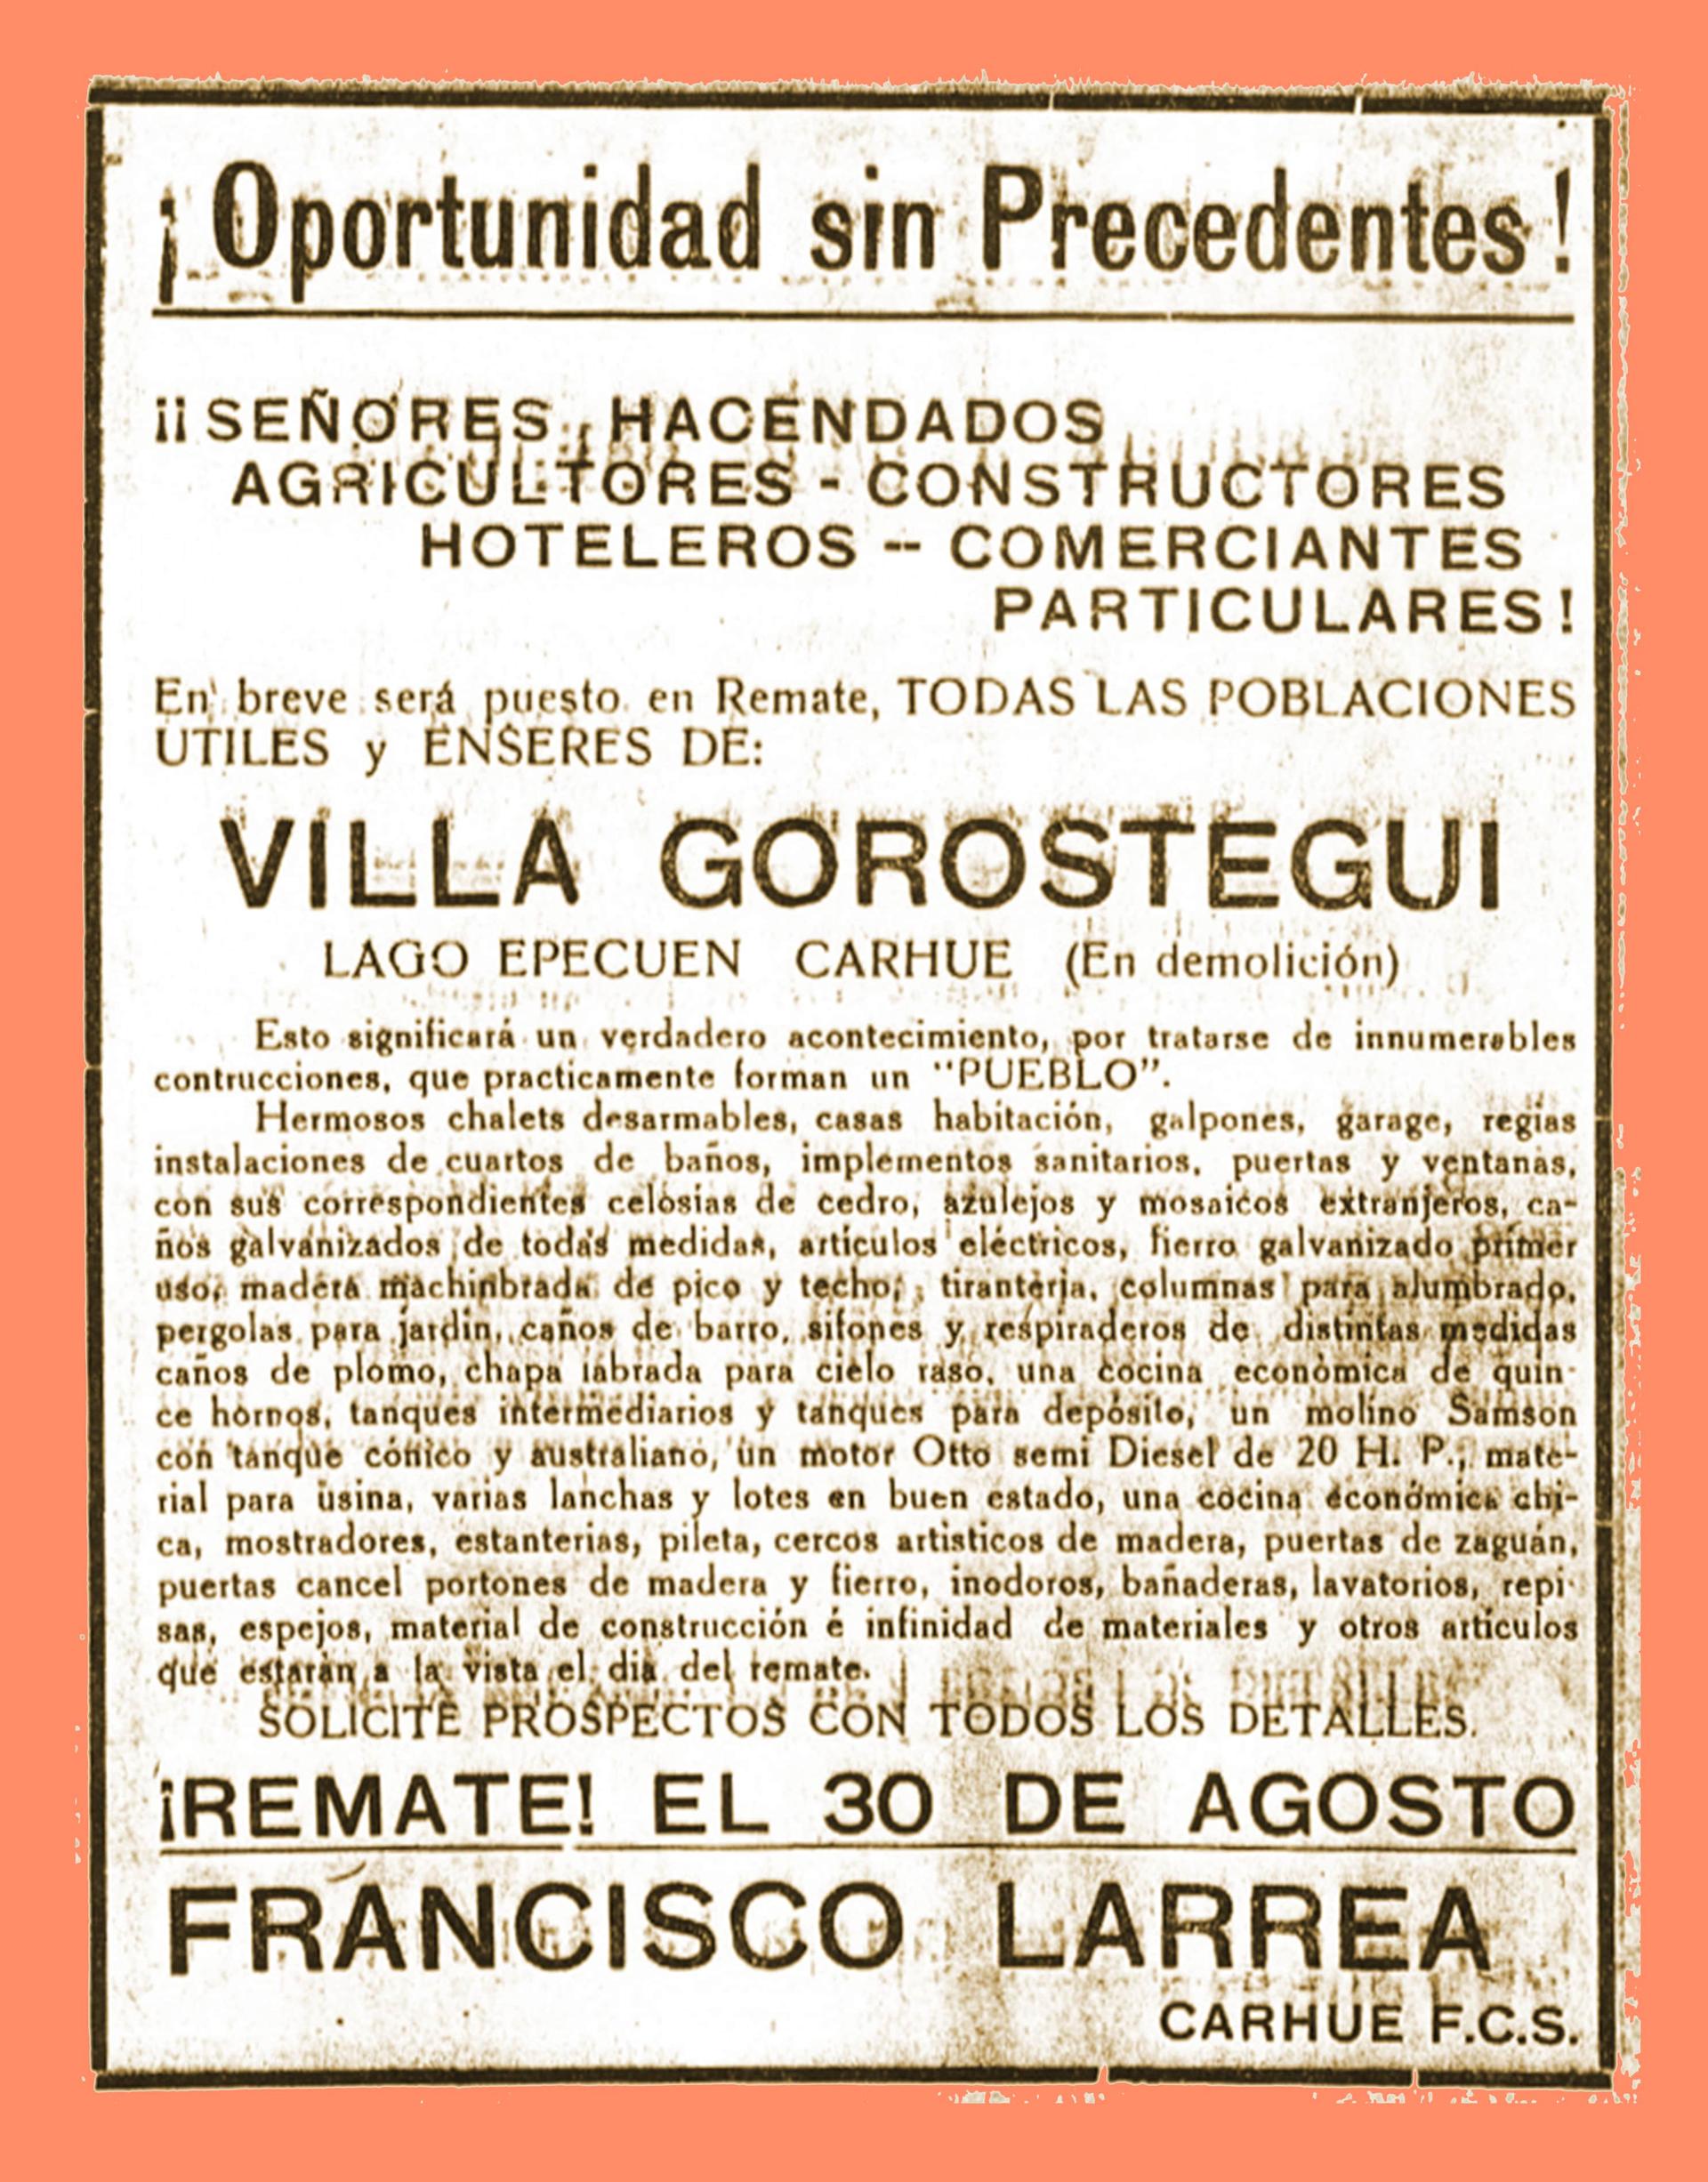 ¡Oportunidad sin Precedentes!
¡¡SEÑORES HACENDADOS
AGRICULTORES - CONSTRUCTORES
HOTELEROS -- COMERCIANTES
PARTICULARES!
En breve será puesto en Remate, TODAS LAS POBLACIONES
UTILES y ENSERES DE:
VILLA GOROSTEGUI
LAGO EPECUEN CARHUE (En demolición)
Esto significará un verdadero acontecimiento, por tratarse de innumerables
contrucciones, que practicamente forman un "PUEBLO".
Hermosos chalets desarmables, casas habitación, galpones, garage, regias
instalaciones de cuartos de baños, implementos sanitarios, puertas y ventanas,
con sus correspondientes celosias de cedro, azulejos y mosaicos extranjeros, ca-
ños galvanizados de todas medidas, artículos eléctricos, fierro galvanizado primer
uso, madera machinbrada de pico y techo, tiranteria, columnas para alumbrado,
pergolas para jardin, caños de barro, sifones y respiraderos de distintas medidas
caños de plomo, chapa labrada para cielo raso, una cocina económica de quin-
ce hornos, tanques intermediarios y tanques para depósito, un molino Samson
con tanque cónico y australiano, un motor Otto semi Diesel de 20 H. P., mate-
rial para usina, varias lanchas y lotes en buen estado, una cocina económica chi-
ca, mostradores, estanterias, pileta, cercos artisticos de madera, puertas de zaguán,
puertas cancel portones de madera y fierro, inodoros, bañaderas, lavatorios, repi-
sas, espejos, material de construcción é infinidad de materiales y otros artículos
que estarán a la vista el dia del remate.
SOLICITE PROSPECTOS CON TODOS LOS DETALLES.
¡REMATE! EL 30 DE AGOSTO
FRANCISCO LARREA
CARHUE F.C.S.